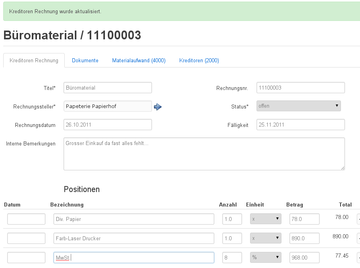 Kreditoren Rechnung wurde aktualisiert.
Büromaterial / 11100003
Kreditoren Rechnung Dokumente Materialaufwand (4000) Kreditoren (2000)
Titel* Büromaterial Rechnungsnr. 11100003
Rechnungssteller* Papeterie Papierhof Status* offen
Rechnungsdatum 26.10.2011 Fälligkeit 25.11.2011
Interne Bemerkungen Grosser Einkauf da fast alles fehlt...
Positionen
Datum Bezeichnung Anzahl Einheit Betrag Total
Div. Papier 1.0 x 78.0 78.00
Farb-Laser Drucker 1.0 x 890.0 890.00
MwSt 8 % 968.00 77.45